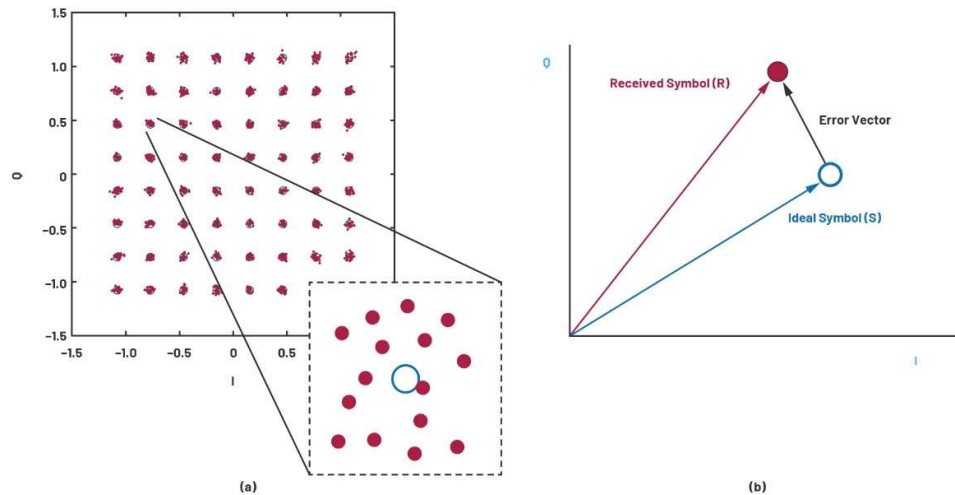 1.5
1.0
0.5
0
–0.5
–1.0
–1.5
Q
–1.5
–1.0
–0.5
0
0.5
I
(a)
Q
Received Symbol (R)
Error Vector
Ideal Symbol (S)
I
(b)